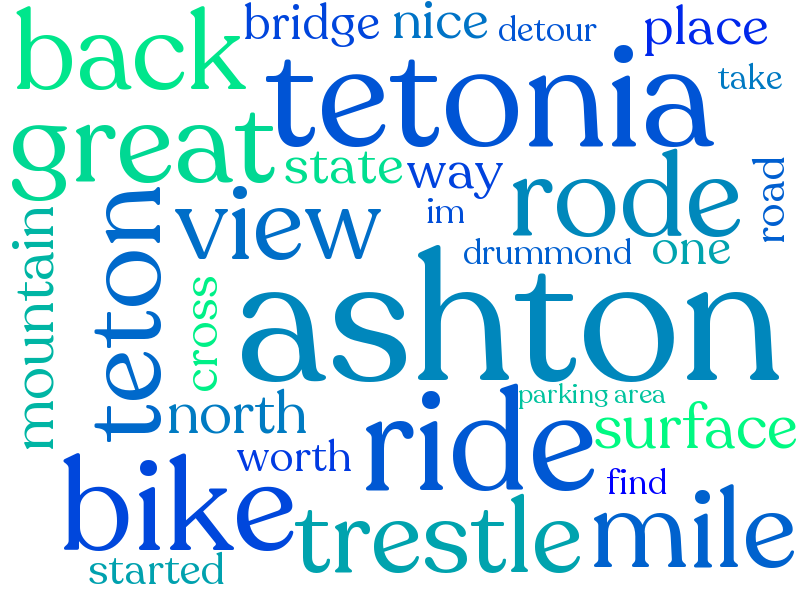 back
bridge
nice
detour
place
tetonia
take
great
state
way
rode
road
im
view
teton
mountain
drummond
one
cross
ashton
north
parking area
ride
surface
worth
find
bike
trestle
mile
started